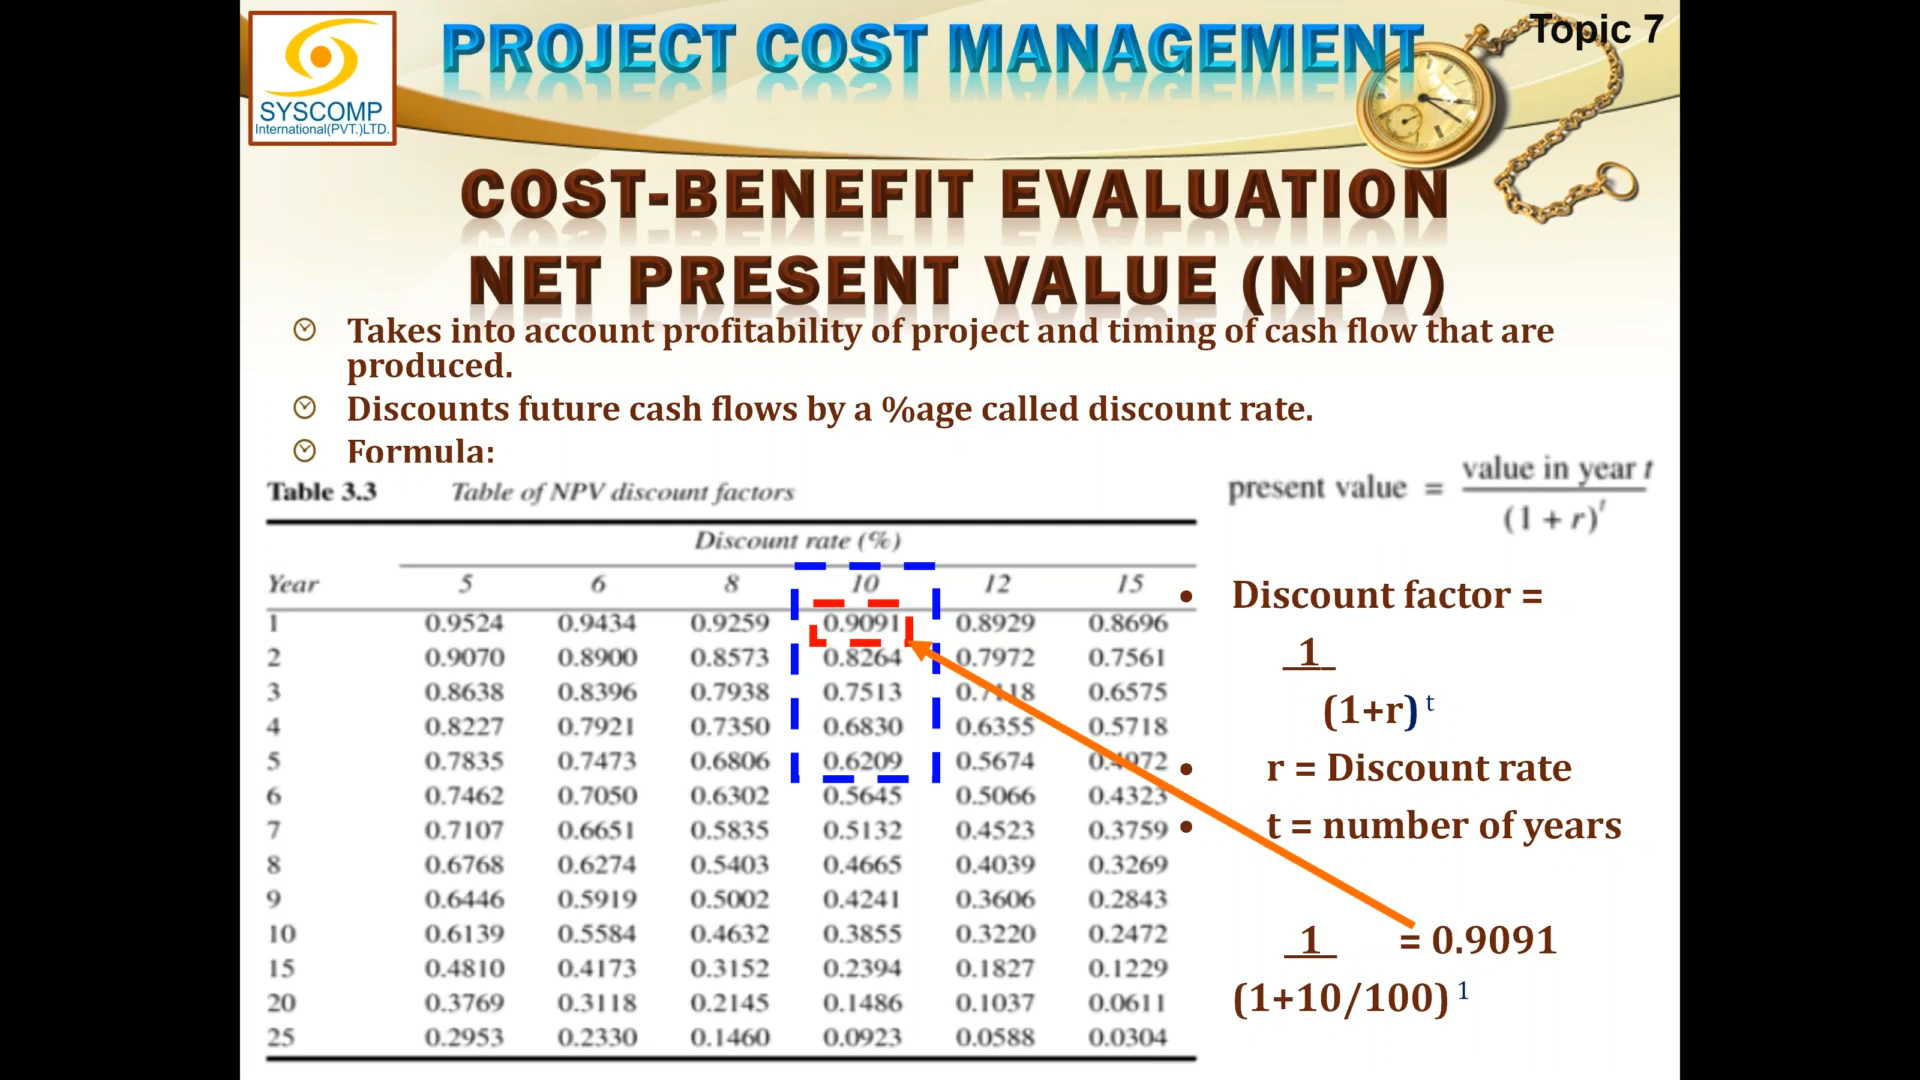 SYSCOMP
International(PVT.)LTD.
PROJECT COST MANAGEMENT
Topic 7
COST-BENEFIT EVALUATION
NET PRESENT VALUE (NPV)
Takes into account profitability of project and timing of cash flow that are
produced.
Discounts future cash flows by a %age called discount rate.
Formula:
Table 3.3 Table of NPV discount factors
Discount rate (%)
Year 5 6 8 10 12 15
1 0.9524 0.9434 0.9259 0.9091 0.8929 0.8696
2 0.9070 0.8900 0.8573 0.8264 0.7972 0.7561
3 0.8638 0.8396 0.7938 0.7513 0.7118 0.6575
4 0.8227 0.7921 0.7350 0.6830 0.6355 0.5718
5 0.7835 0.7473 0.6806 0.6209 0.5674 0.4972
6 0.7462 0.7050 0.6302 0.5645 0.5066 0.4323
7 0.7107 0.6651 0.5835 0.5132 0.4523 0.3759
8 0.6768 0.6274 0.5403 0.4665 0.4039 0.3269
9 0.6446 0.5919 0.5002 0.4241 0.3606 0.2843
10 0.6139 0.5584 0.4632 0.3855 0.3220 0.2472
15 0.4810 0.4173 0.3152 0.2394 0.1827 0.1229
20 0.3769 0.3118 0.2145 0.1486 0.1037 0.0611
25 0.2953 0.2330 0.1460 0.0923 0.0588 0.0304
present value = value in year t
(1 + r)^t
• Discount factor =
1
(1+r) t
• r = Discount rate
• t = number of years
1 = 0.9091
(1+10/100) 1